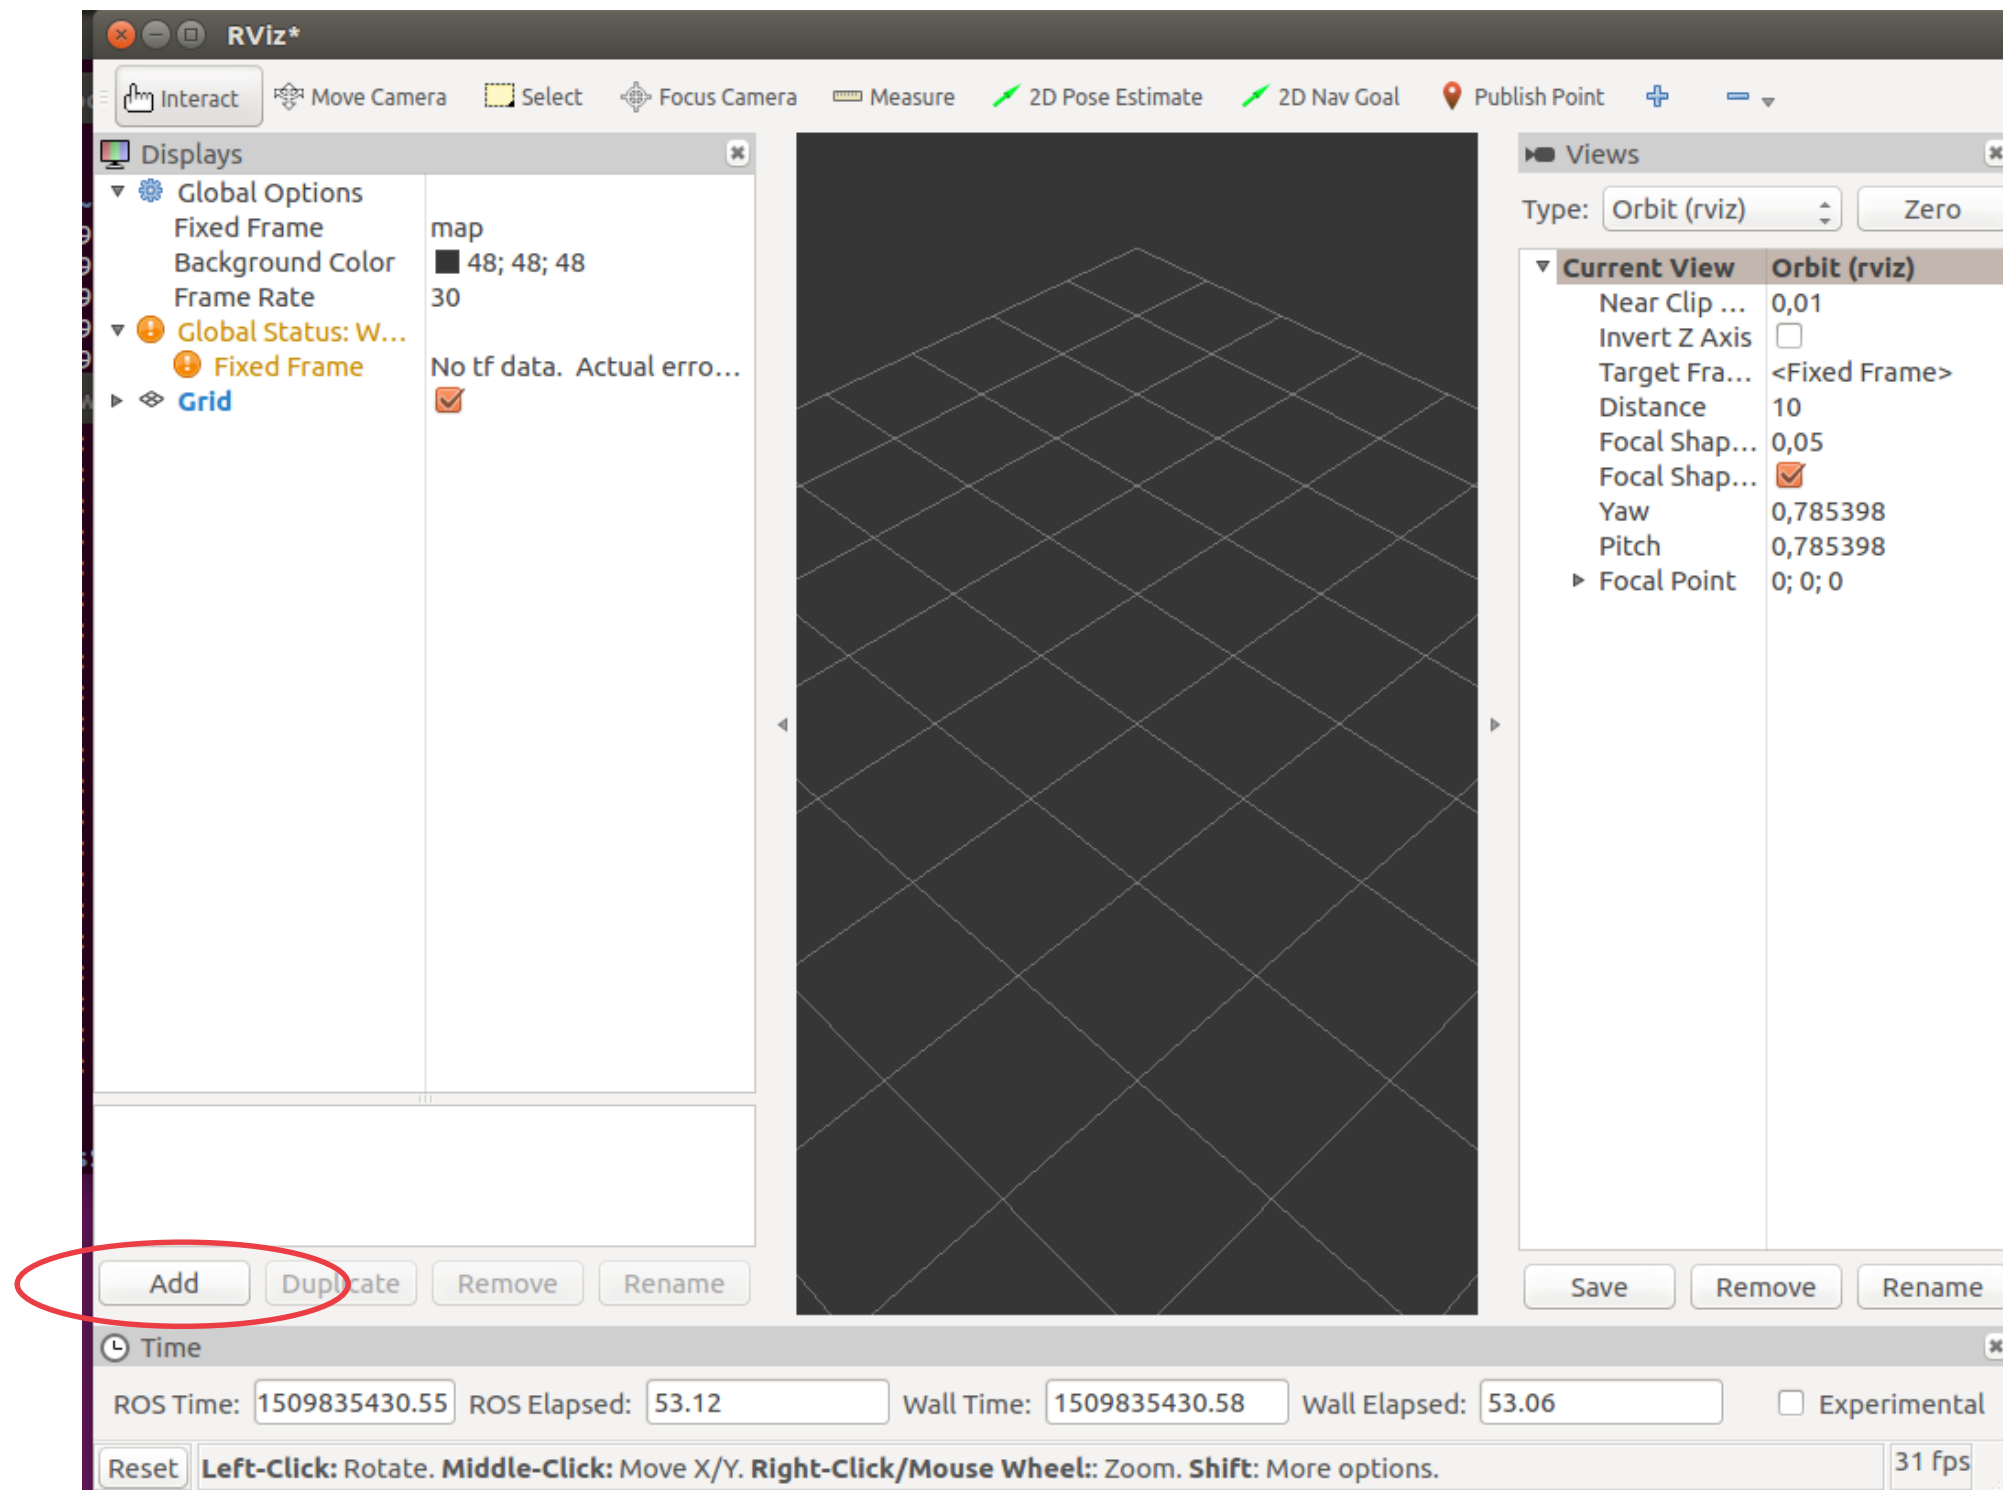 RViz*
Interact Move Camera Select Focus Camera Measure 2D Pose Estimate 2D Nav Goal Publish Point
Displays
Global Options
Fixed Frame map
Background Color 48; 48; 48
Frame Rate 30
Global Status: W...
Fixed Frame No tf data. Actual erro...
Grid
Add Duplicate Remove Rename
Views
Type: Orbit (rviz) Zero
Current View Orbit (rviz)
Near Clip ... 0,01
Invert Z Axis
Target Fra... <Fixed Frame>
Distance 10
Focal Shap... 0,05
Focal Shap...
Yaw 0,785398
Pitch 0,785398
Focal Point 0; 0; 0
Save Remove Rename
Time
ROS Time: 1509835430.55 ROS Elapsed: 53.12 Wall Time: 1509835430.58 Wall Elapsed: 53.06 Experimental
Reset Left-Click: Rotate. Middle-Click: Move X/Y. Right-Click/Mouse Wheel:: Zoom. Shift: More options. 31 fps